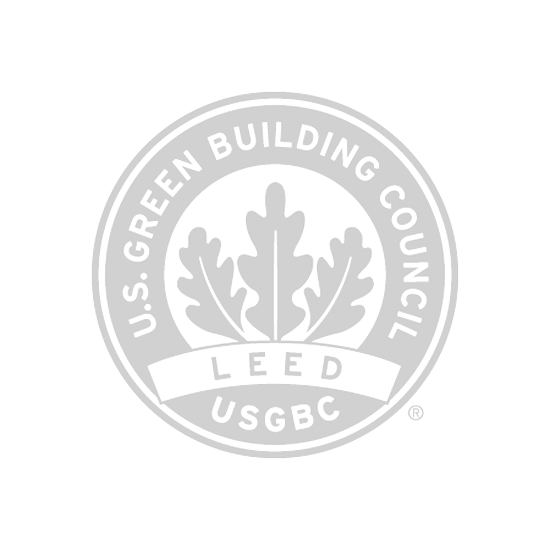 U.S. GREEN BUILDING COUNCIL
LEED
USGBC
®